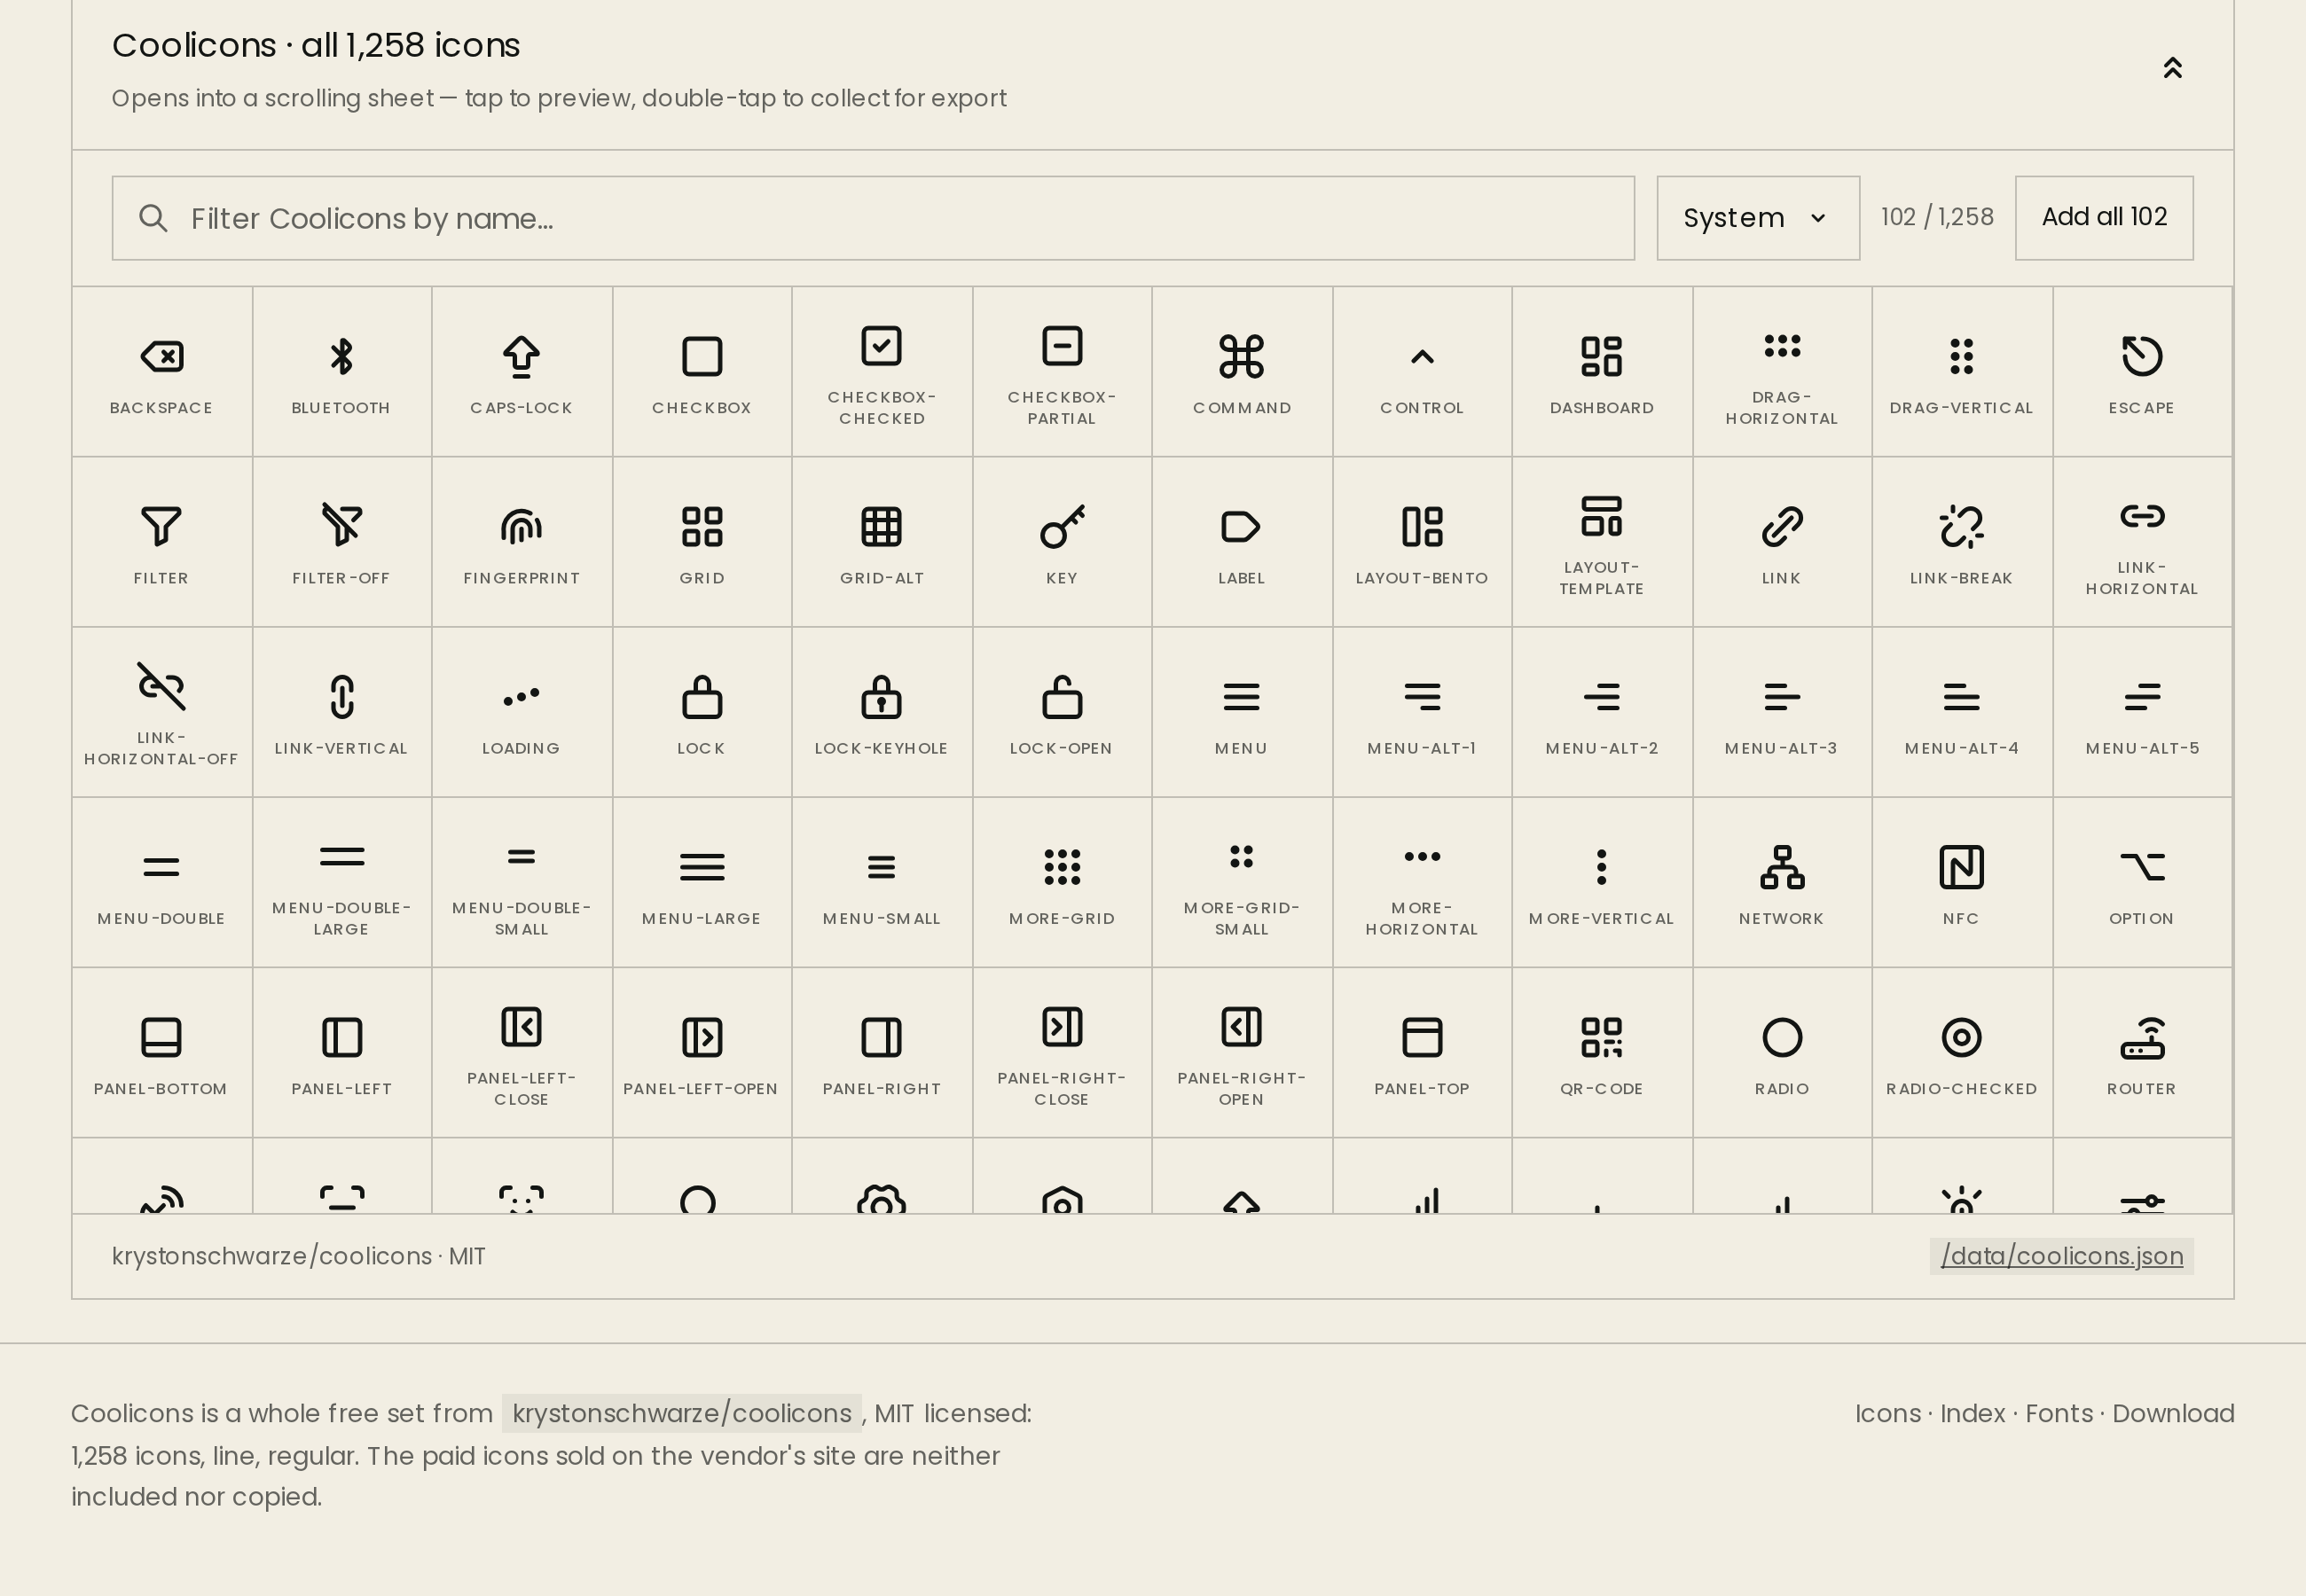 Coolicons · all 1,258 icons
Opens into a scrolling sheet — tap to preview, double-tap to collect for export
Filter Coolicons by name...
System
102 / 1,258
Add all 102
BACKSPACE
BLUETOOTH
CAPS-LOCK
CHECKBOX
CHECKBOX-
CHECKED
CHECKBOX-
PARTIAL
COMMAND
CONTROL
DASHBOARD
DRAG-
HORIZONTAL
DRAG-VERTICAL
ESCAPE
FILTER
FILTER-OFF
FINGERPRINT
GRID
GRID-ALT
KEY
LABEL
LAYOUT-BENTO
LAYOUT-
TEMPLATE
LINK
LINK-BREAK
LINK-
HORIZONTAL
LINK-
HORIZONTAL-OFF
LINK-VERTICAL
LOADING
LOCK
LOCK-KEYHOLE
LOCK-OPEN
MENU
MENU-ALT-1
MENU-ALT-2
MENU-ALT-3
MENU-ALT-4
MENU-ALT-5
MENU-DOUBLE
MENU-DOUBLE-
LARGE
MENU-DOUBLE-
SMALL
MENU-LARGE
MENU-SMALL
MORE-GRID
MORE-GRID-
SMALL
MORE-
HORIZONTAL
MORE-VERTICAL
NETWORK
NFC
OPTION
PANEL-BOTTOM
PANEL-LEFT
PANEL-LEFT-
CLOSE
PANEL-LEFT-OPEN
PANEL-RIGHT
PANEL-RIGHT-
CLOSE
PANEL-RIGHT-
OPEN
PANEL-TOP
QR-CODE
RADIO
RADIO-CHECKED
ROUTER
krystonschwarze/coolicons · MIT
/data/coolicons.json
Coolicons is a whole free set from krystonschwarze/coolicons, MIT licensed:
1,258 icons, line, regular. The paid icons sold on the vendor's site are neither
included nor copied.
Icons · Index · Fonts · Download